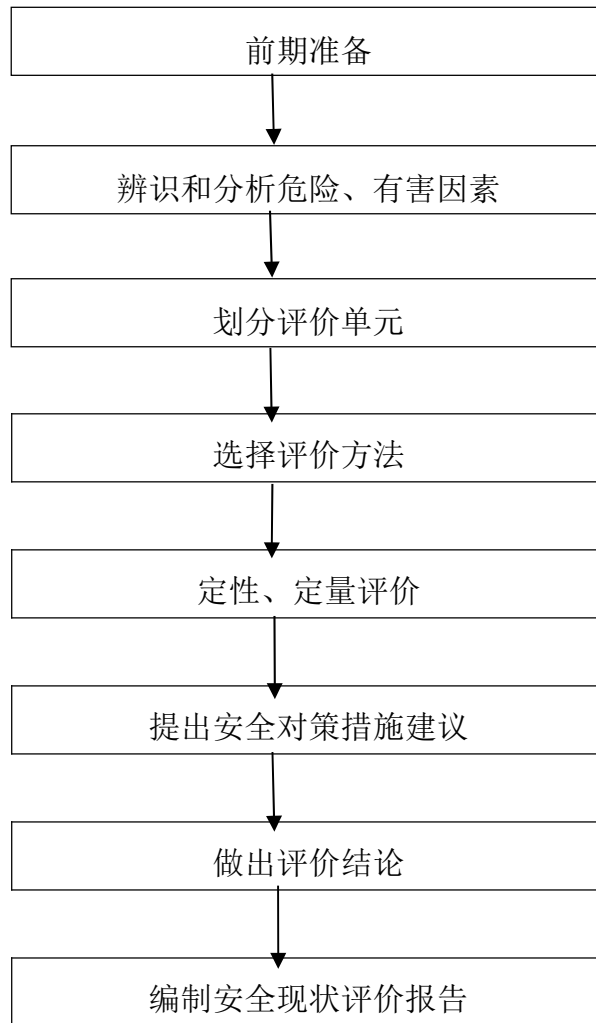 前期准备
辨识和分析危险、有害因素
划分评价单元
选择评价方法
定性、定量评价
提出安全对策措施建议
做出评价结论
编制安全现状评价报告